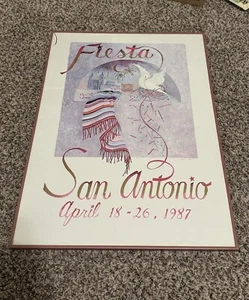 Fiesta
San Antonio
April 18-26, 1987